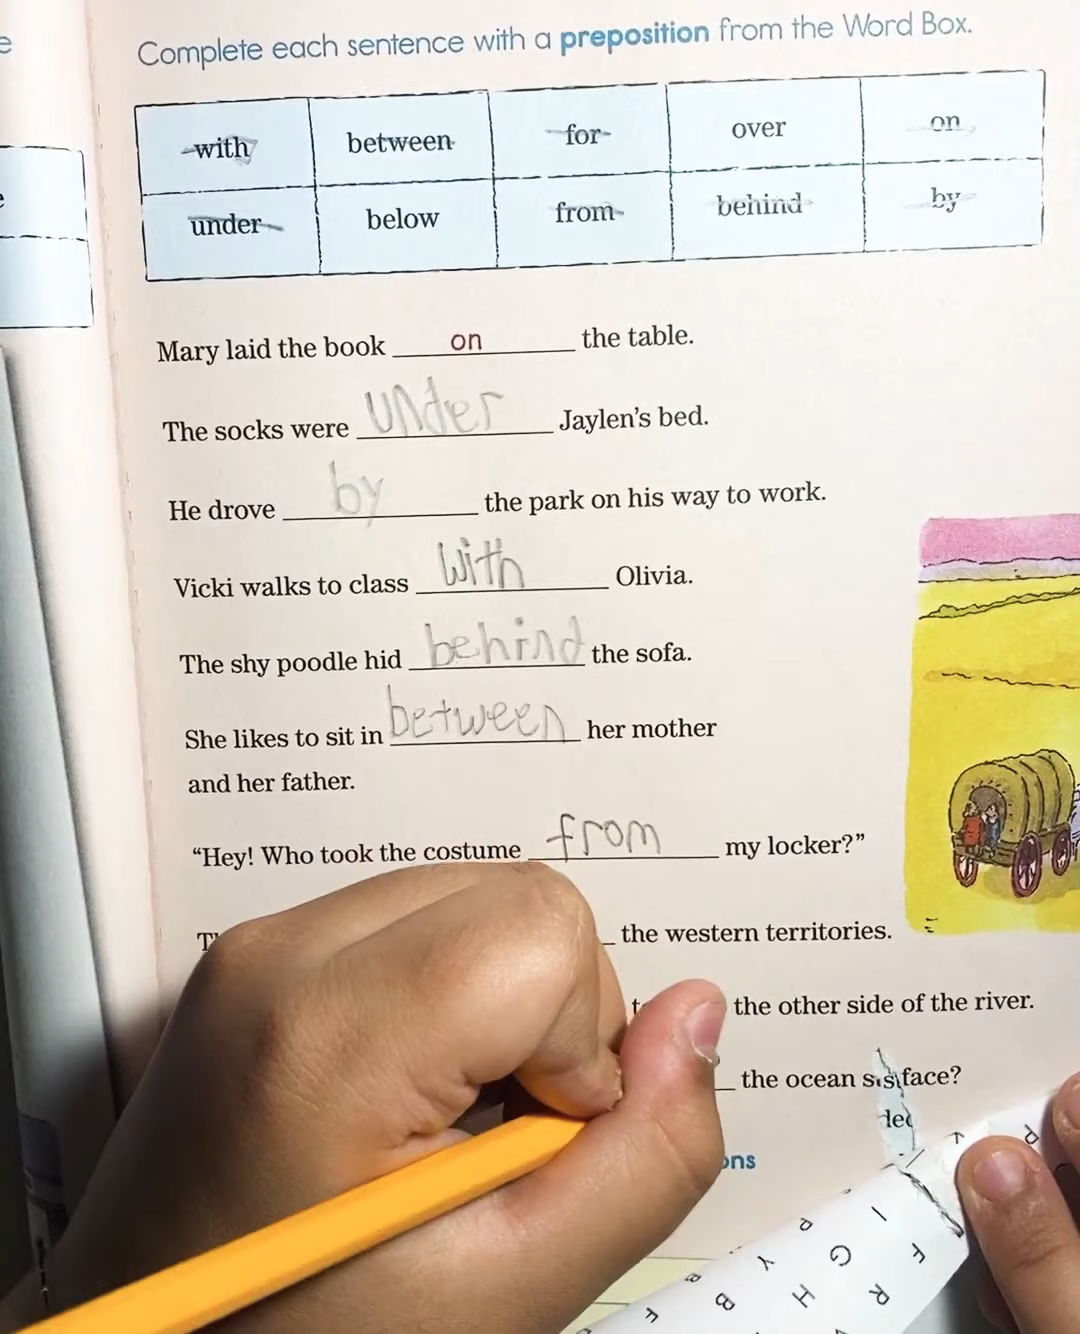 Complete each sentence with a preposition from the Word Box.
with between for over on
under below from behind by
Mary laid the book on the table.
The socks were under Jaylen's bed.
He drove by the park on his way to work.
Vicki walks to class with Olivia.
The shy poodle hid behind the sofa.
She likes to sit in between her mother
and her father.
"Hey! Who took the costume from my locker?"
the western territories.
the other side of the river.
the ocean
P
I
P
G
F
Y
H
R
B
F